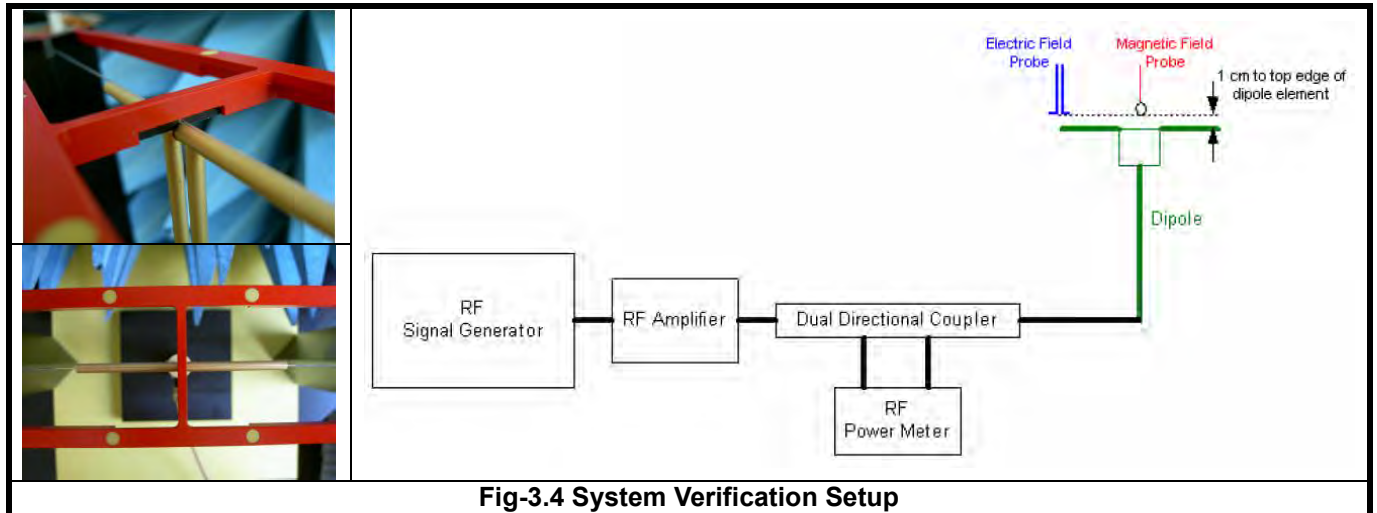 Electric Field
Probe
Magnetic Field
Probe
1 cm to top edge of
dipole element
Dipole
RF
Signal Generator
RF Amplifier
Dual Directional Coupler
RF
Power Meter
Fig-3.4 System Verification Setup